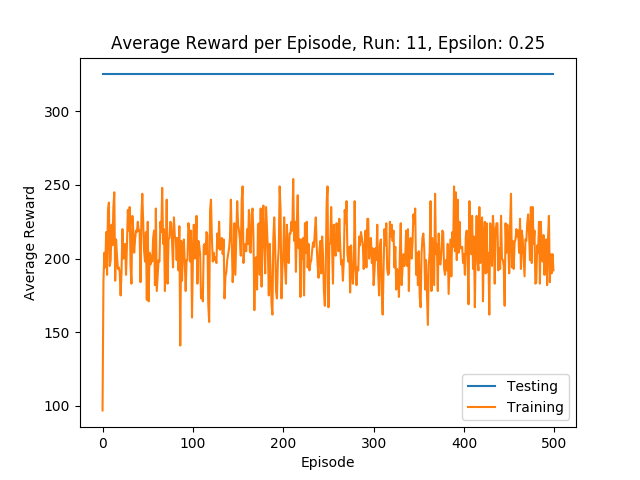 Average Reward per Episode, Run: 11, Epsilon: 0.25
300
250
200
150
100
Average Reward
0
100
200
300
400
500
Episode
Testing
Training